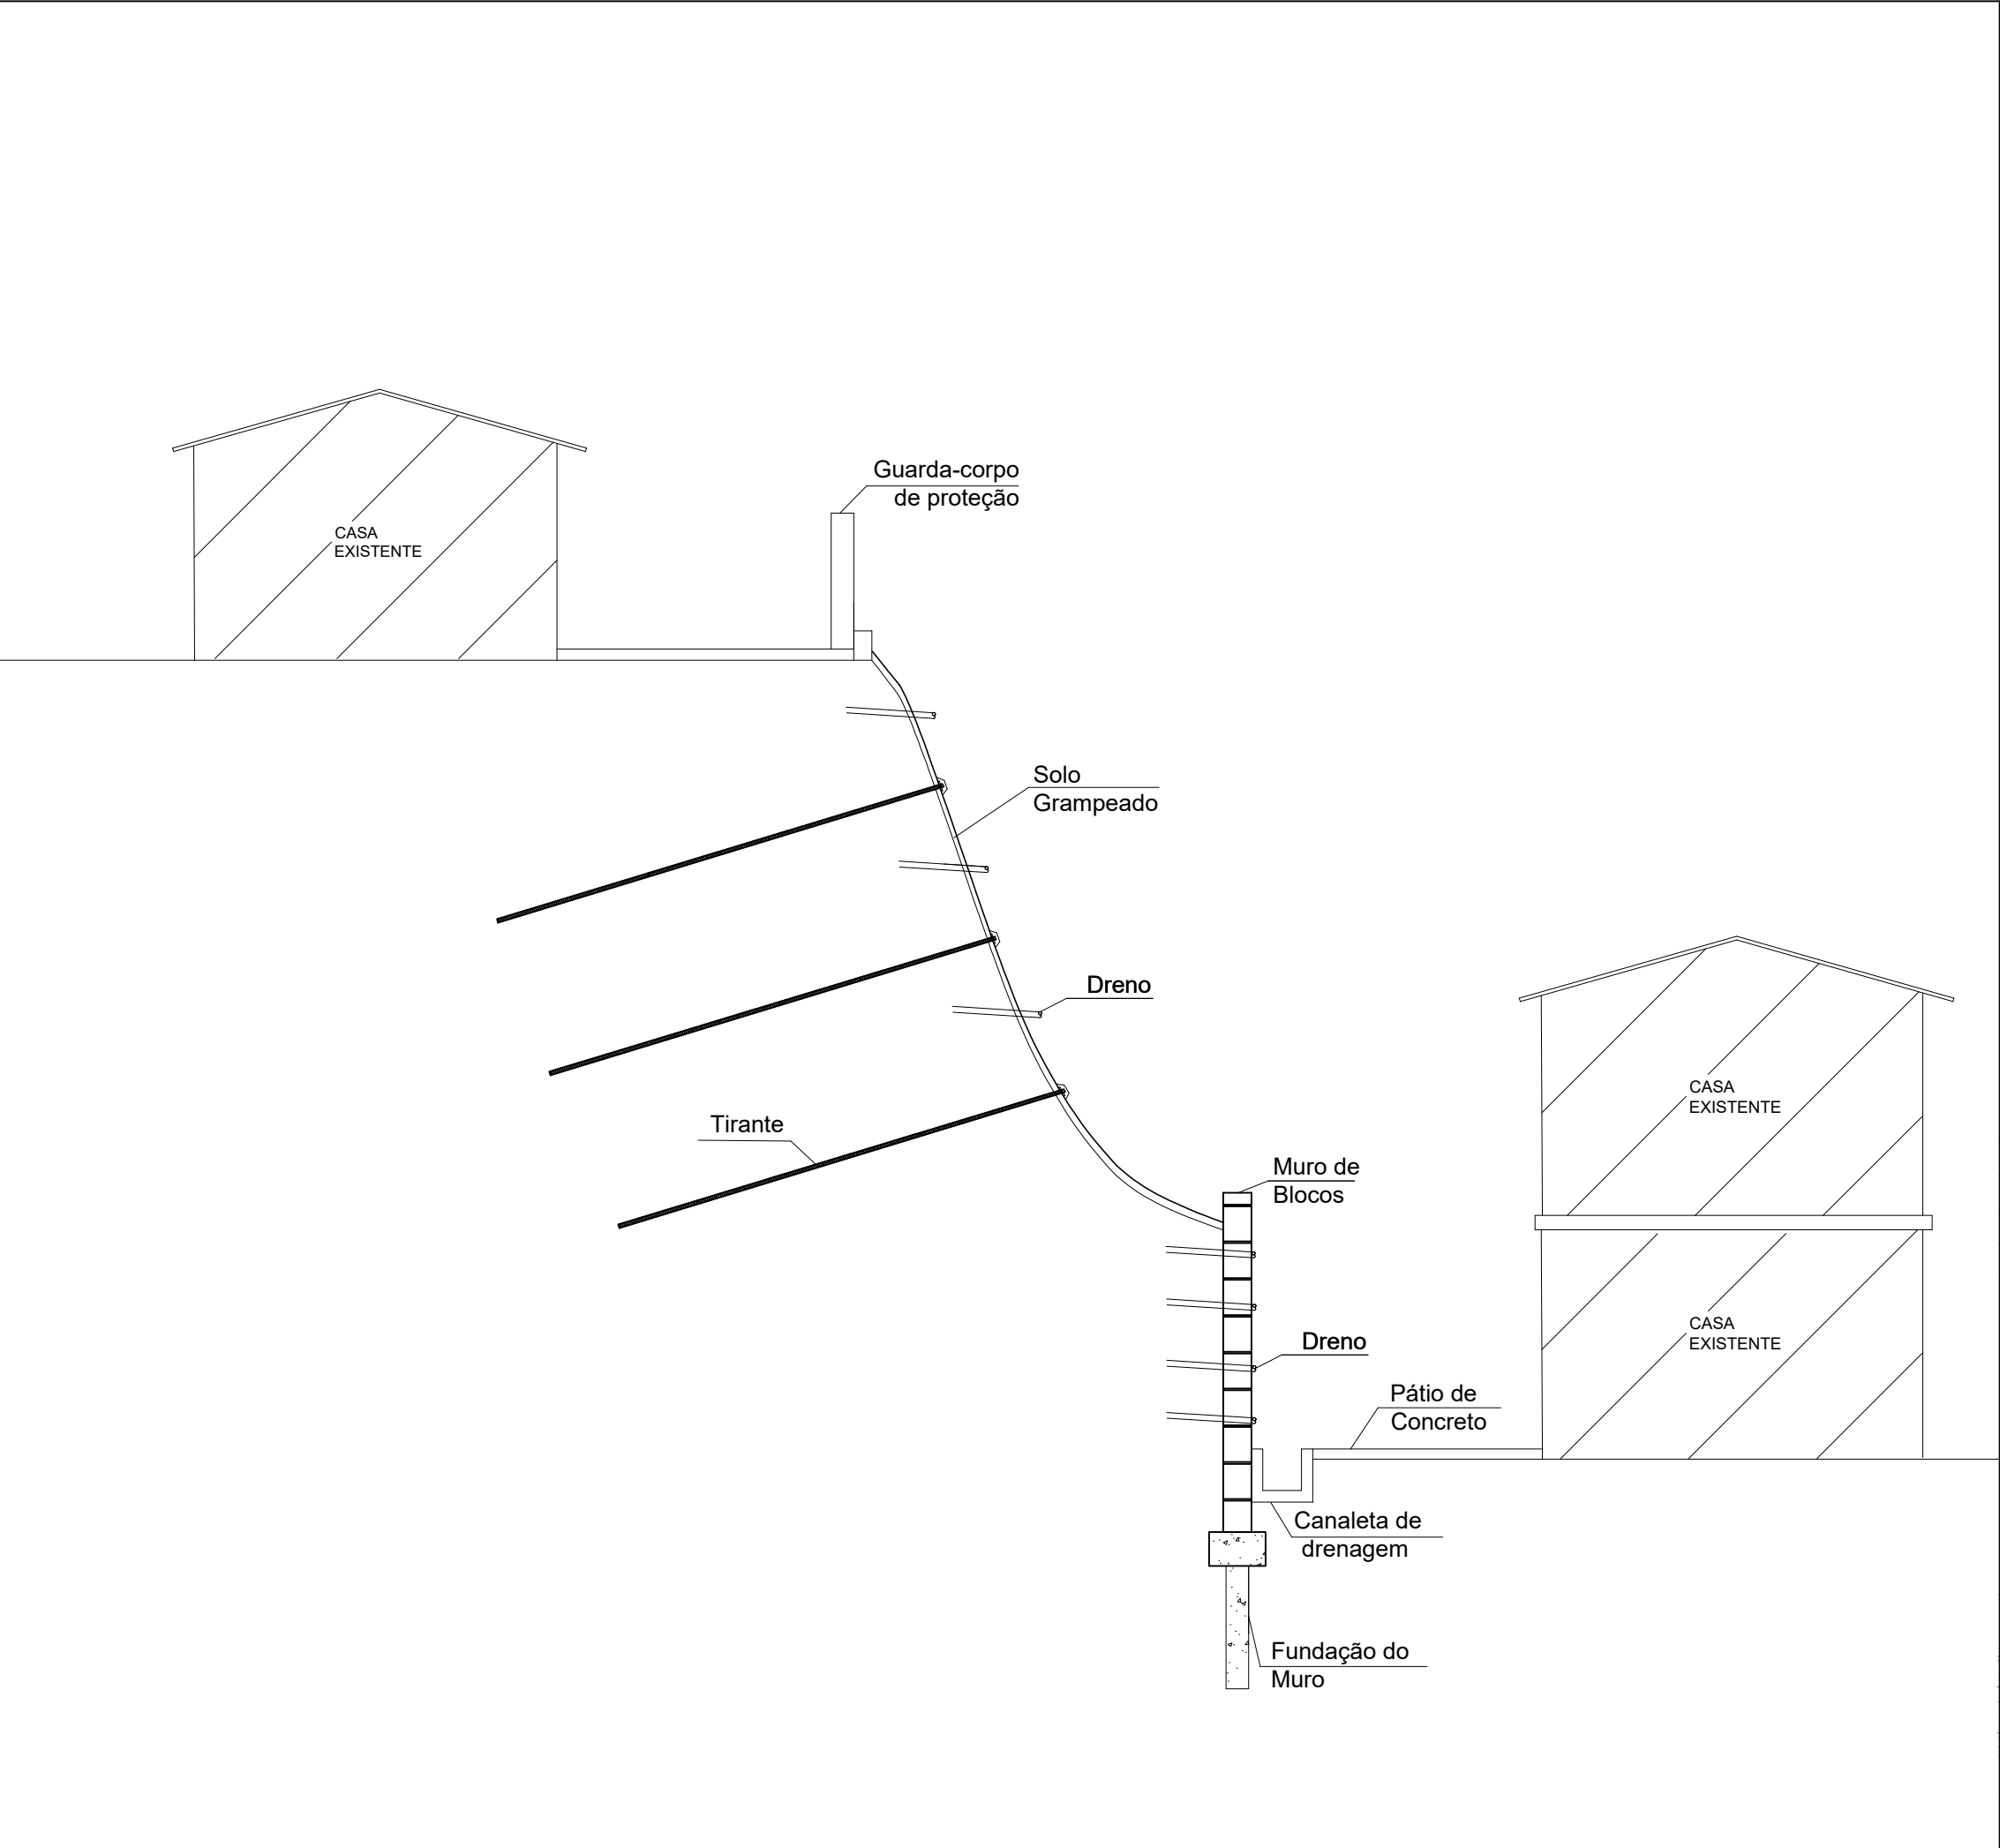 Guarda-corpo
de proteção
CASA
EXISTENTE
Solo
Grampeado
Dreno
CASA
EXISTENTE
Tirante
Muro de
Blocos
CASA
EXISTENTE
Dreno
Pátio de
Concreto
Canaleta de
drenagem
Fundação do
Muro